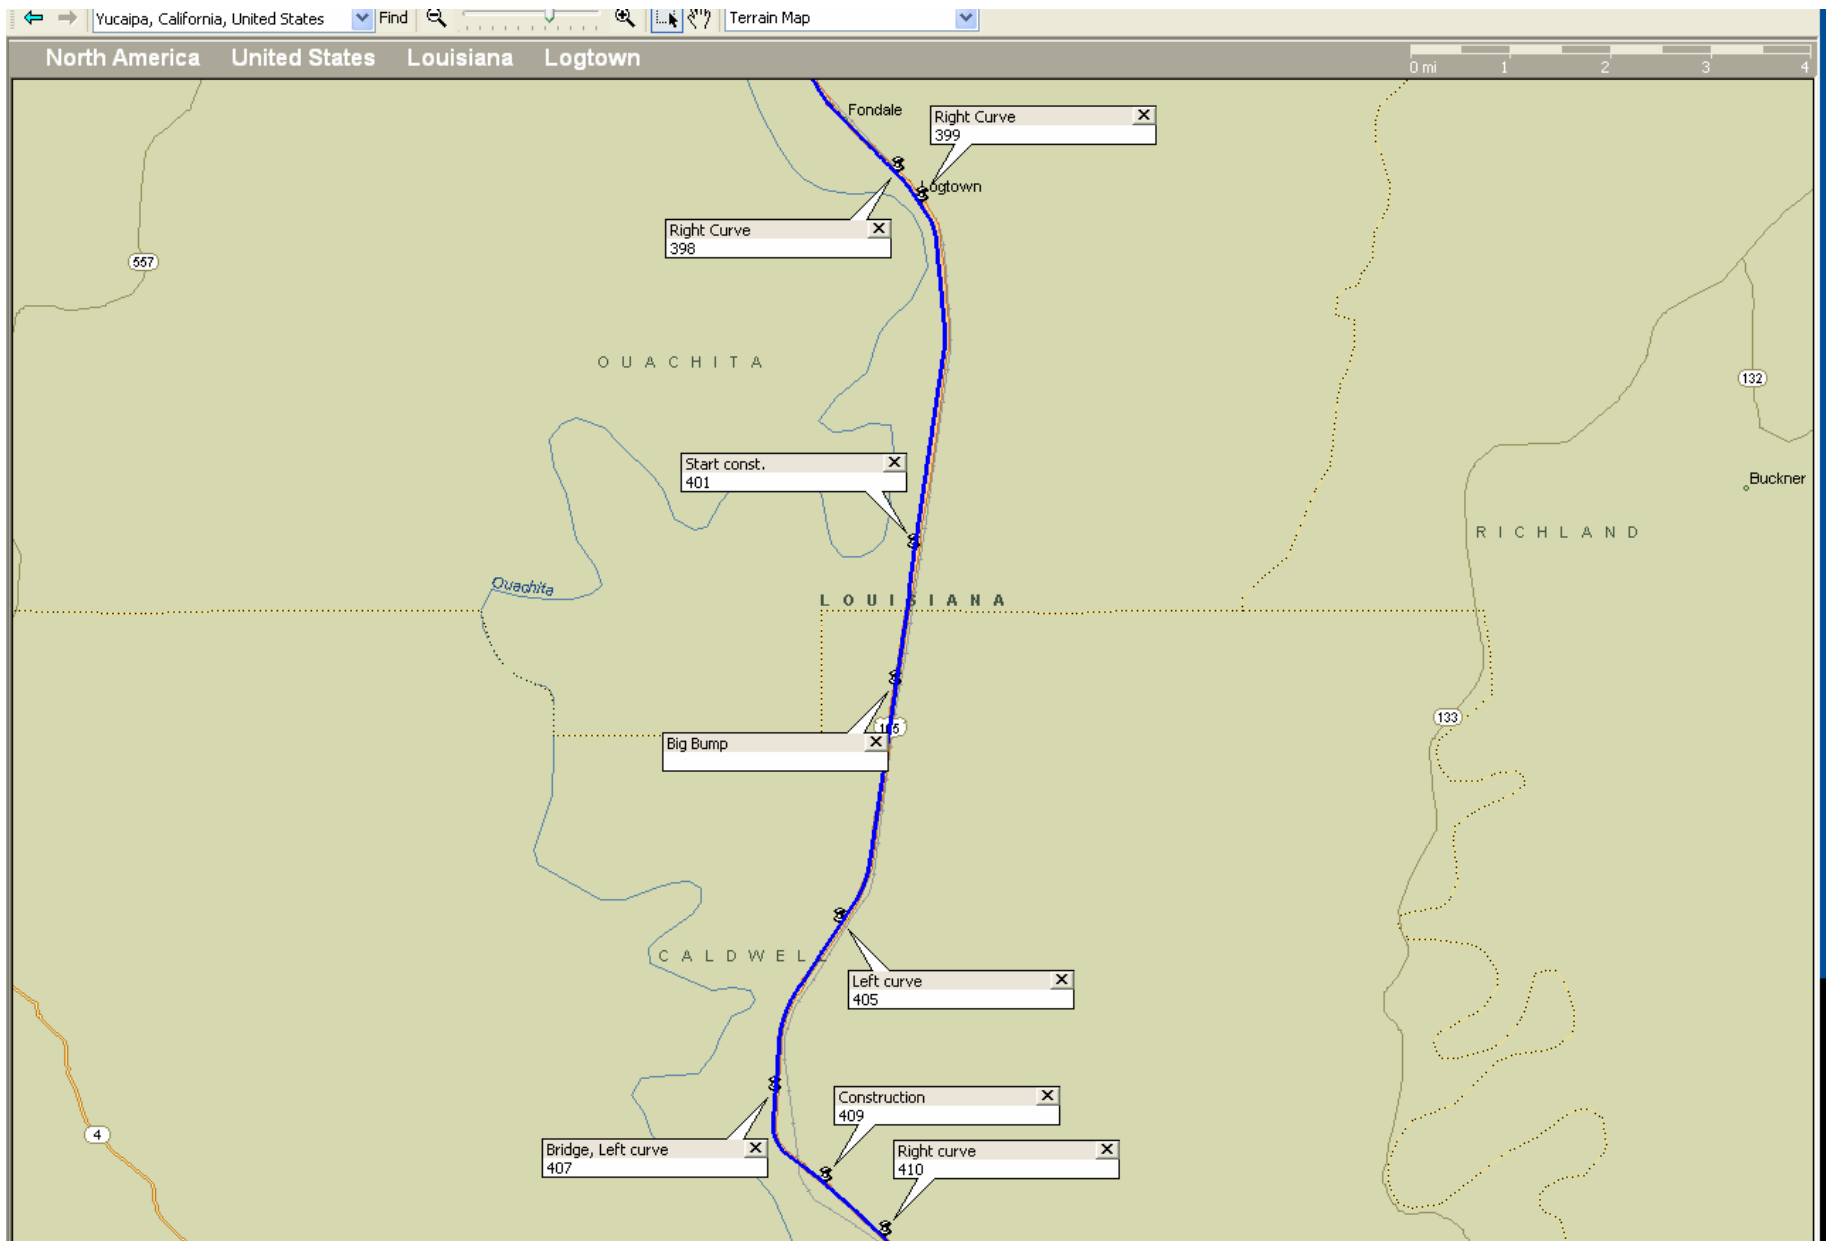 Yucaipa, California, United States Find Terrain Map
North America United States Louisiana Logtown
0 mi 1 2 3 4
Fondale
Right Curve
399
Logtown
Right Curve
398
557
OUACHITA
132
Start const.
401
Buckner
RICHLAND
Ouachita
LOUISIANA
165
133
Big Bump
CALDWELL
Left curve
405
Construction
409
4
Bridge, Left curve
407
Right curve
410